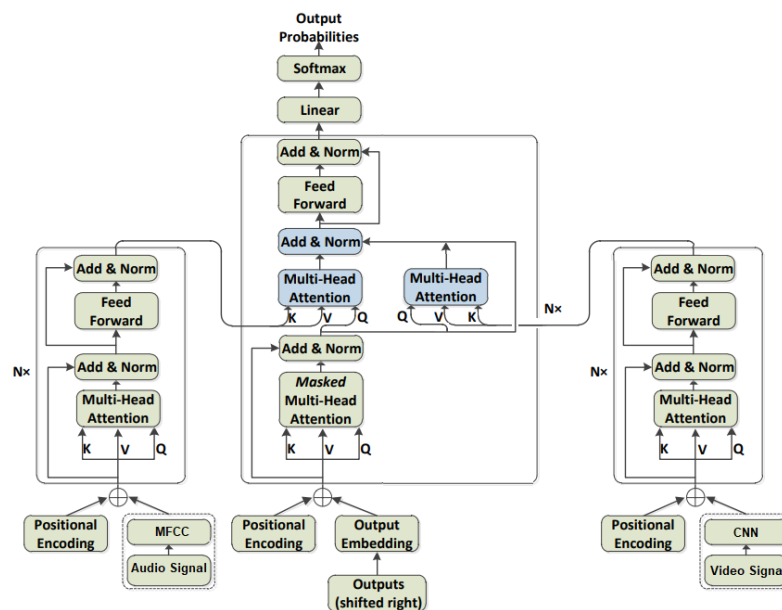 Output
Probabilities
Softmax
Linear
Add & Norm
Feed
Forward
Add & Norm
Multi-Head
Attention
Multi-Head
Attention
K
V
Q
Q
V
K
N×
Add & Norm
Masked
Multi-Head
Attention
K
V
Q
Positional
Encoding
Output
Embedding
Outputs
(shifted right)
Add & Norm
Feed
Forward
Add & Norm
N×
Multi-Head
Attention
K
V
Q
Positional
Encoding
MFCC
Audio Signal
Add & Norm
Feed
Forward
Add & Norm
N×
Multi-Head
Attention
K
V
Q
Positional
Encoding
CNN
Video Signal